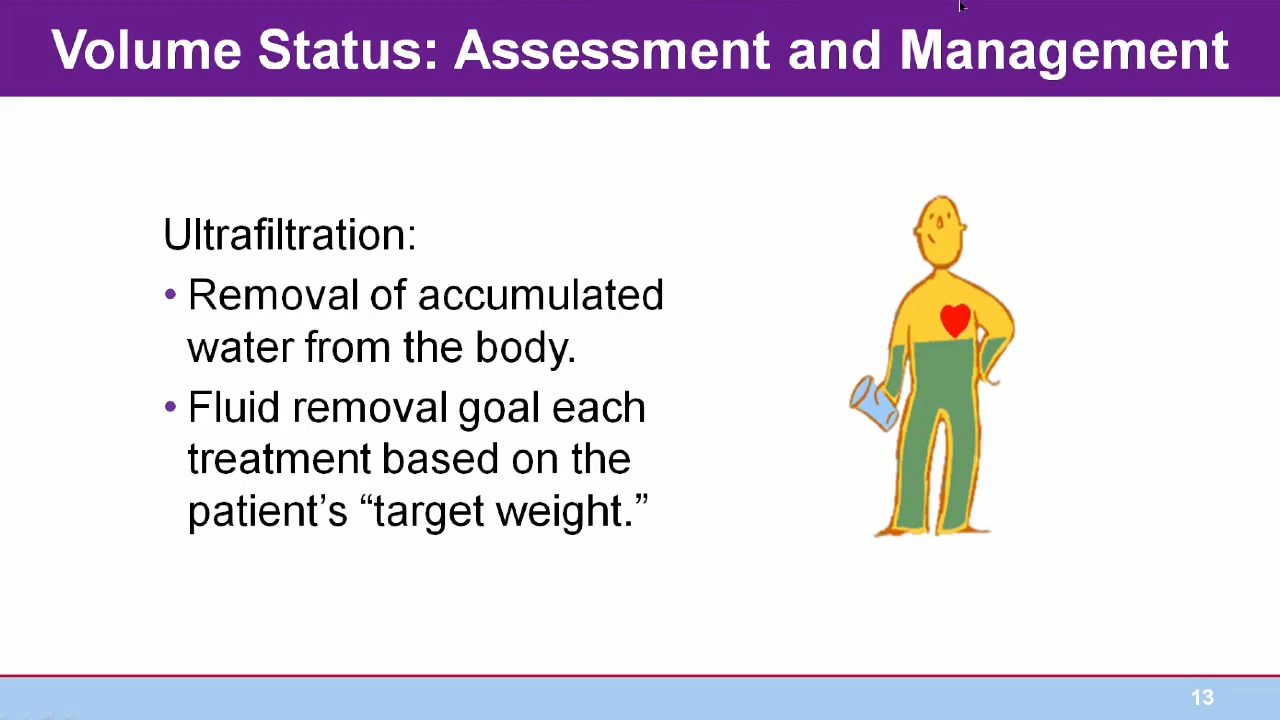 Volume Status: Assessment and Management
Ultrafiltration:
• Removal of accumulated
water from the body.
• Fluid removal goal each
treatment based on the
patient’s “target weight.”
13